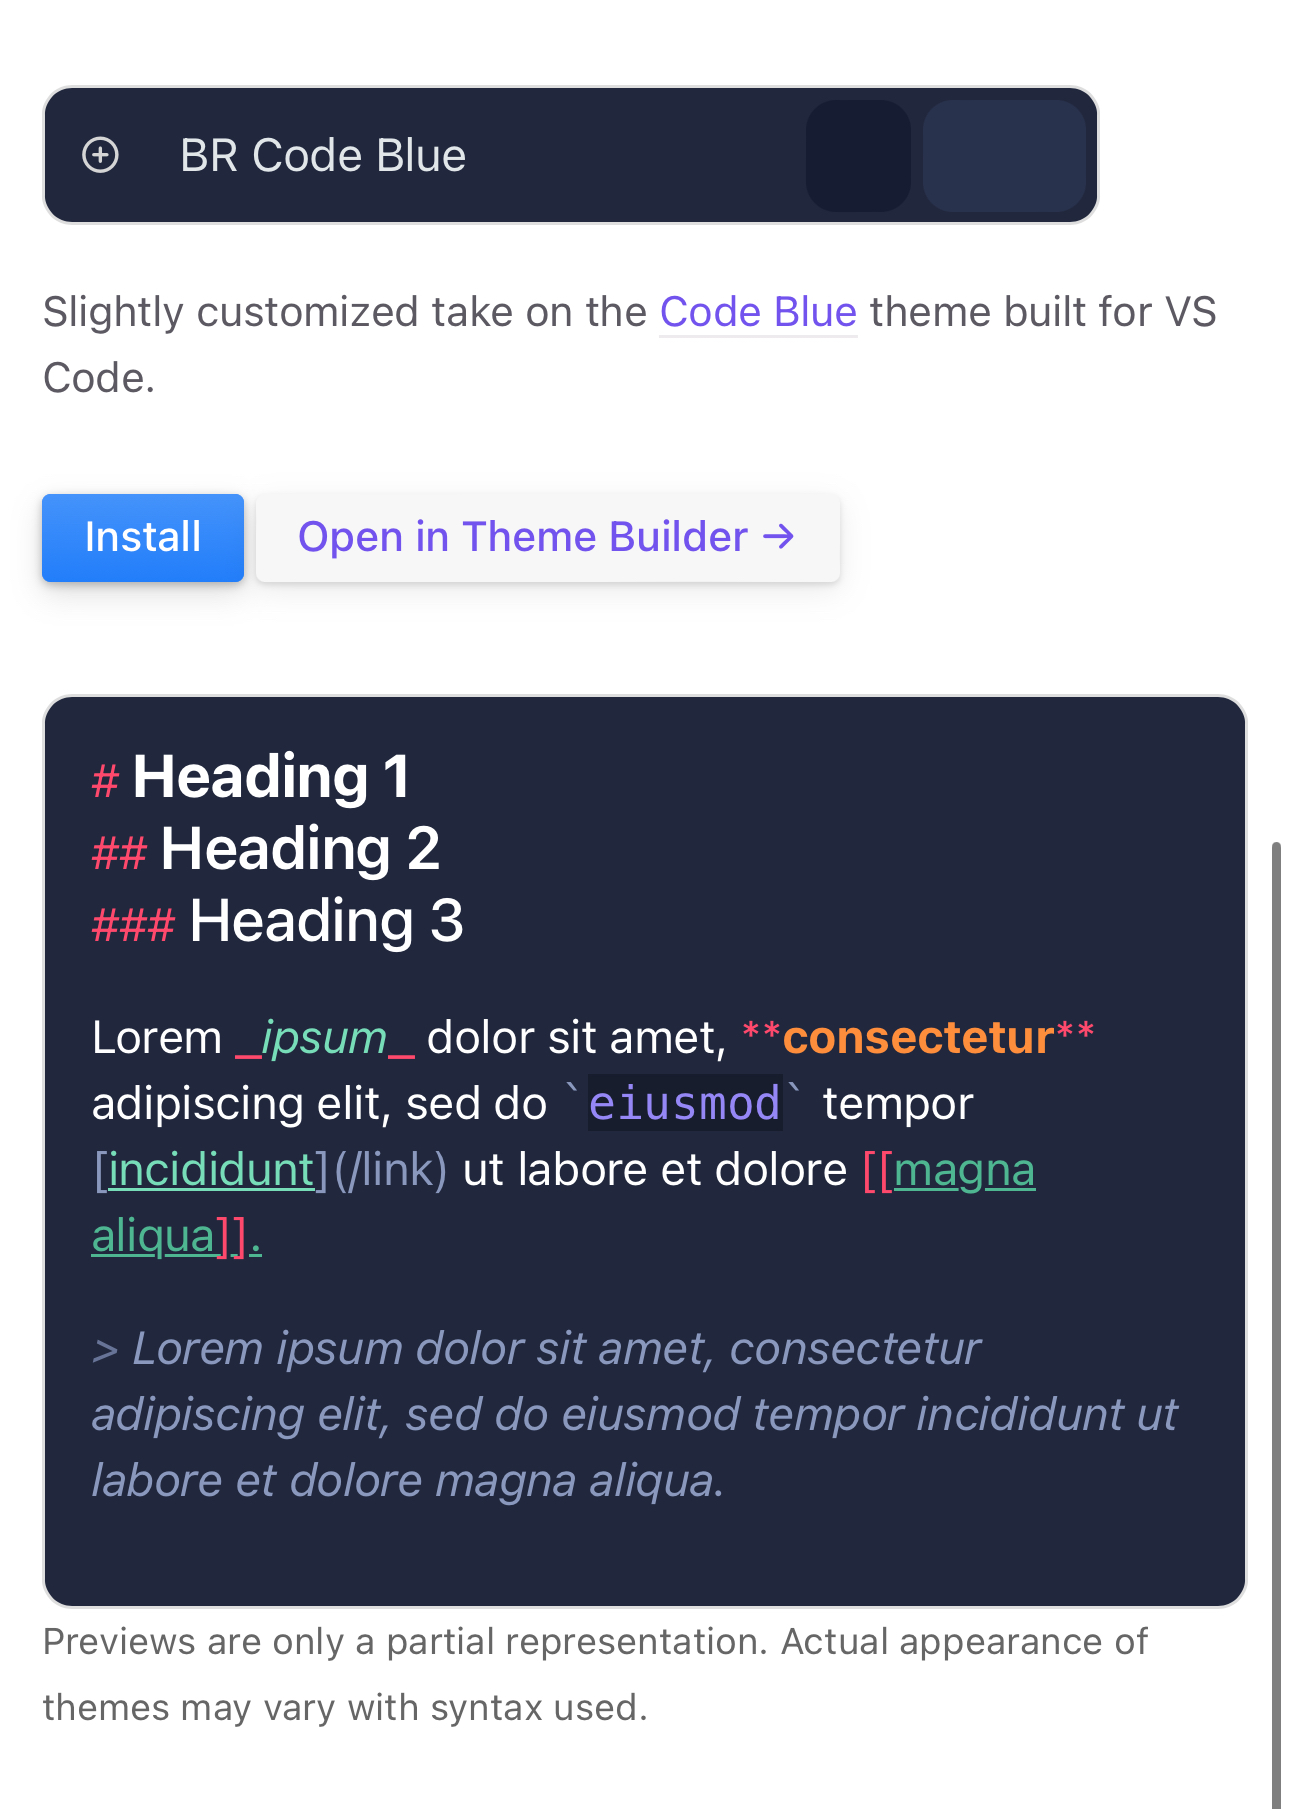 BR Code Blue
Slightly customized take on the Code Blue theme built for VS
Code.
Install
Open in Theme Builder →
# Heading 1
## Heading 2
### Heading 3
Lorem _ipsum_ dolor sit amet, **consectetur**
adipiscing elit, sed do `eiusmod` tempor
[incididunt](/link) ut labore et dolore [[magna
aliqua]].
> Lorem ipsum dolor sit amet, consectetur
adipiscing elit, sed do eiusmod tempor incididunt ut
labore et dolore magna aliqua.
Previews are only a partial representation. Actual appearance of
themes may vary with syntax used.